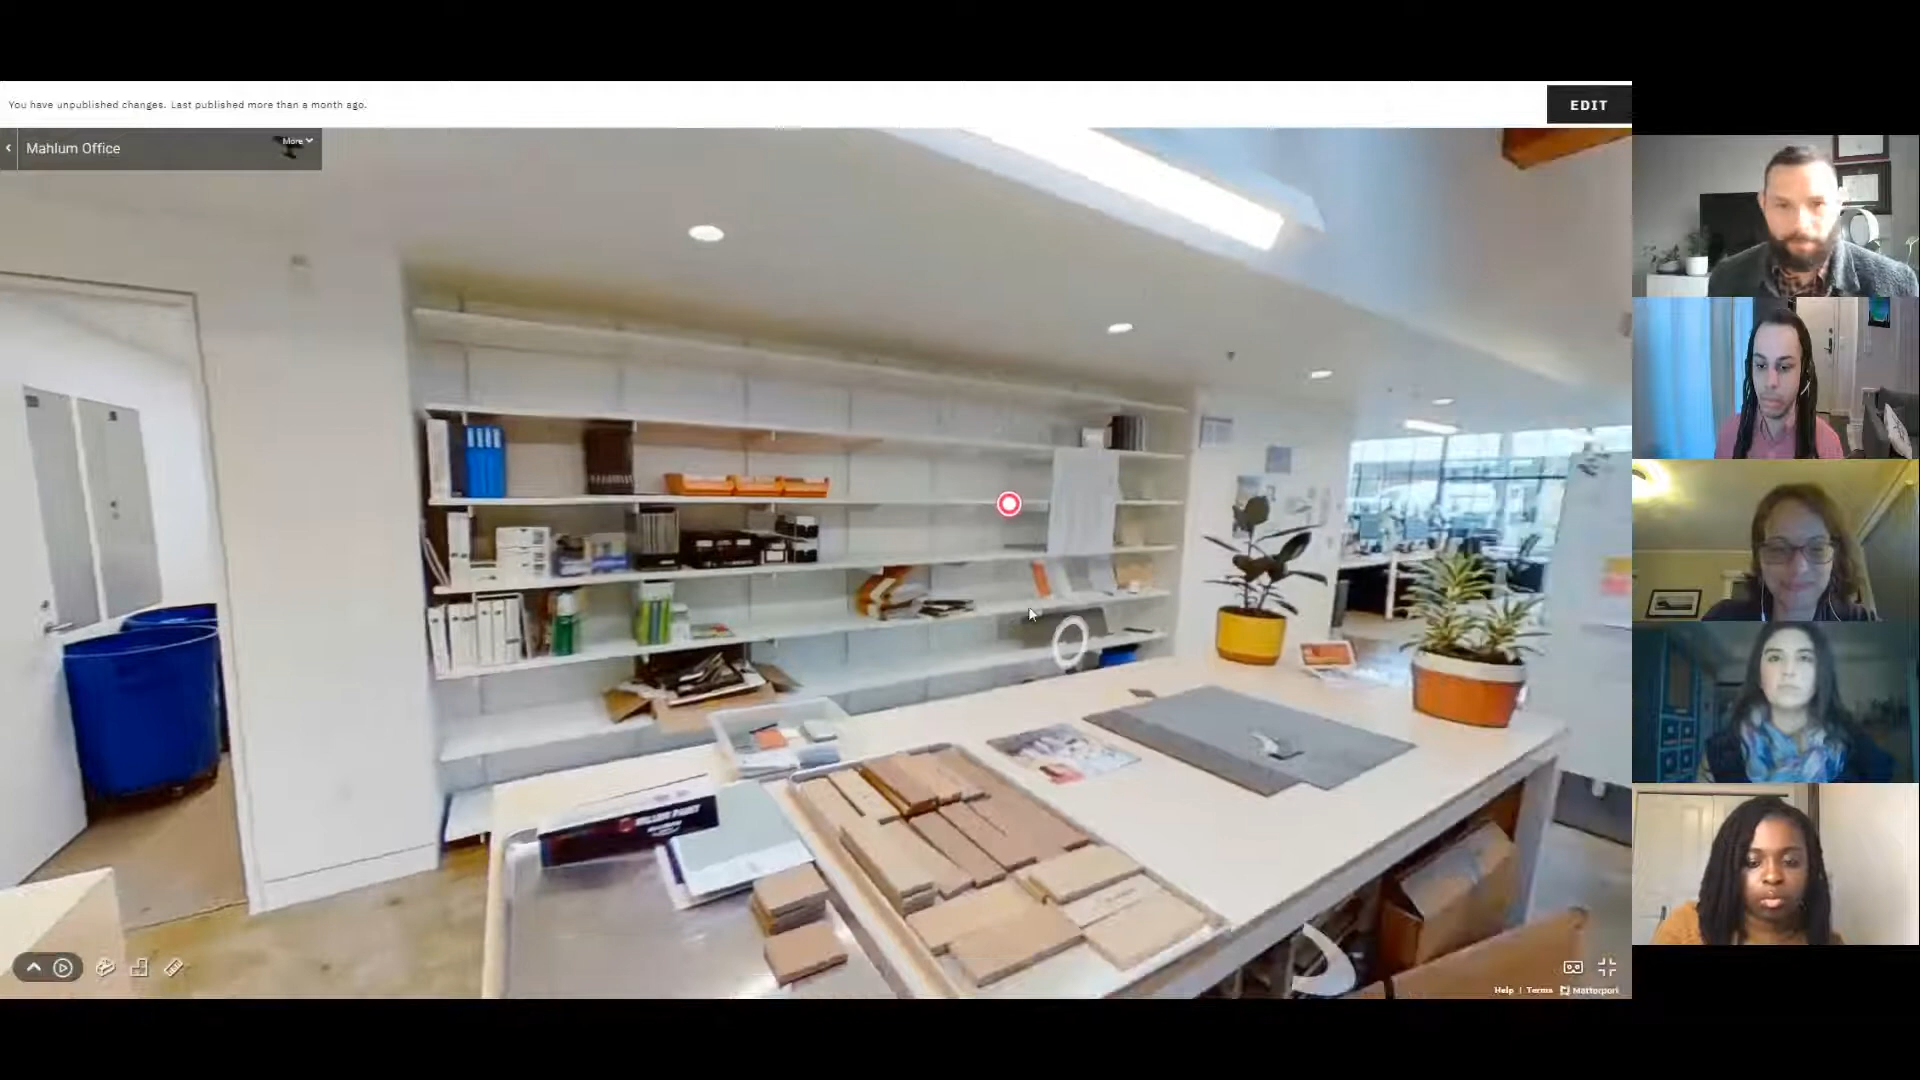 You have unpublished changes. Last published more than a month ago.
EDIT
Mahlum Office
More
Help | Terms Matterport